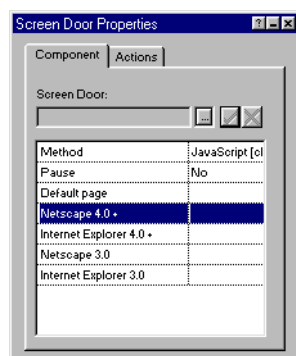 Screen Door Properties
Component Actions
Screen Door:
...
Method JavaScript [cl
Pause No
Default page
Netscape 4.0 +
Internet Explorer 4.0 +
Netscape 3.0
Internet Explorer 3.0